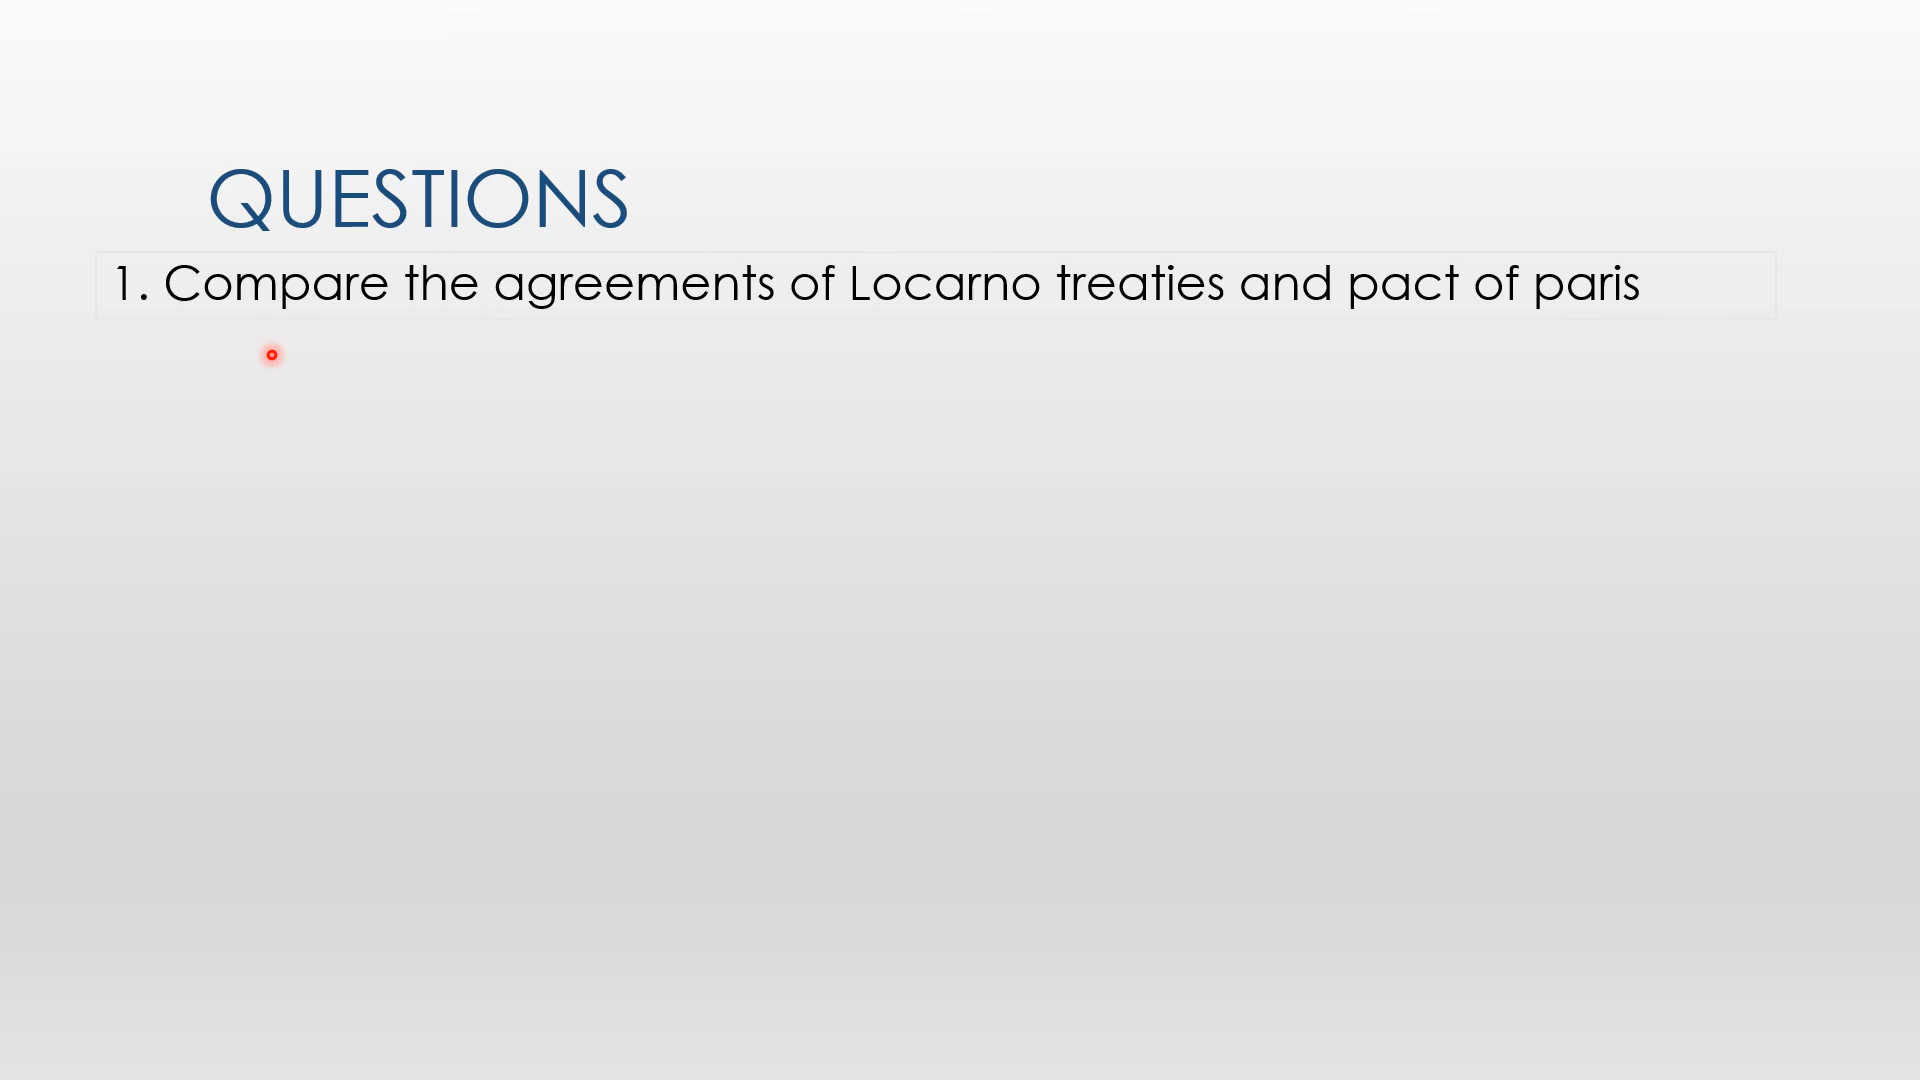 QUESTIONS
1. Compare the agreements of Locarno treaties and pact of paris